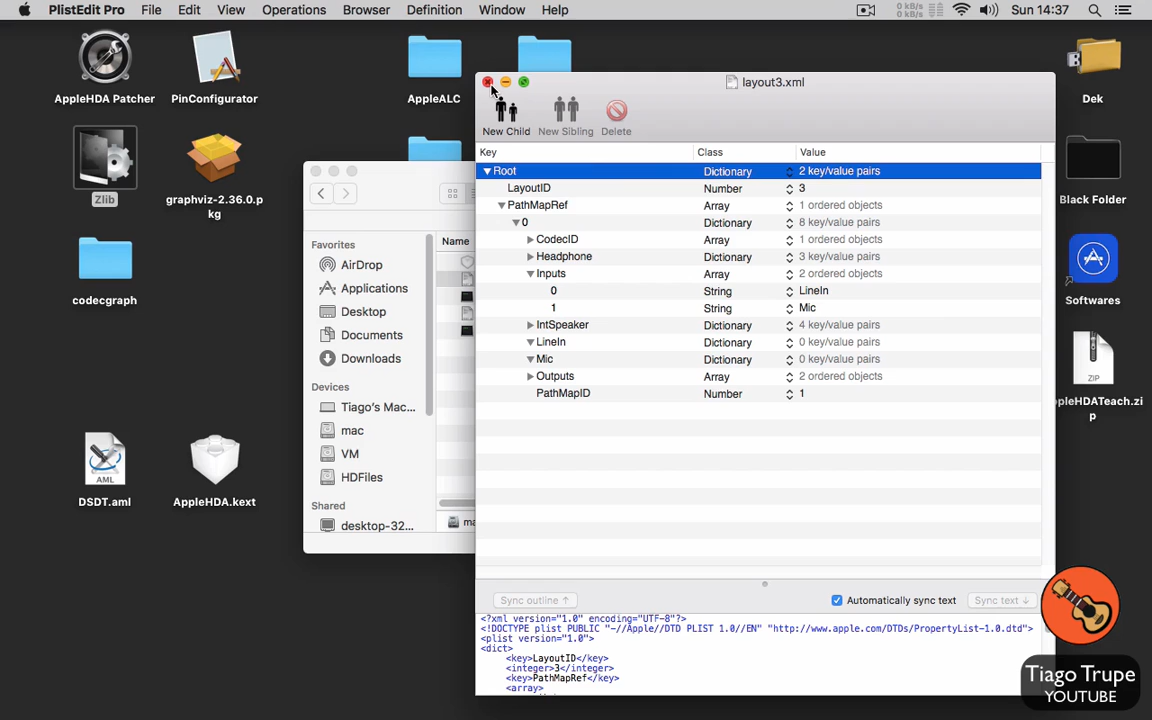 PlistEdit Pro File Edit View Operations Browser Definition Window Help
0 kB/s
0 kB/s
Sun 14:37
AppleHDA Patcher
PinConfigurator
AppleALC
Dek
Zlib
graphviz-2.36.0.p
kg
codecgraph
DSDT.aml
AML
AppleHDA.kext
Black Folder
Softwares
ZIP
pleHDATeach.zi
p
Name
Favorites
AirDrop
Applications
Desktop
Documents
Downloads
Devices
Tiago's Mac...
mac
VM
HDFiles
Shared
desktop-32...
ma
layout3.xml
New Child New Sibling Delete
Key Class Value
Root Dictionary 2 key/value pairs
LayoutID Number 3
PathMapRef Array 1 ordered objects
0 Dictionary 8 key/value pairs
CodecID Array 1 ordered objects
Headphone Dictionary 3 key/value pairs
Inputs Array 2 ordered objects
0 String LineIn
1 String Mic
IntSpeaker Dictionary 4 key/value pairs
LineIn Dictionary 0 key/value pairs
Mic Dictionary 0 key/value pairs
Outputs Array 2 ordered objects
PathMapID Number 1
Sync outline ↑ Automatically sync text Sync text ↓
<?xml version="1.0" encoding="UTF-8"?>
<!DOCTYPE plist PUBLIC "-//Apple//DTD PLIST 1.0//EN" "http://www.apple.com/DTDs/PropertyList-1.0.dtd">
<plist version="1.0">
<dict>
<key>LayoutID</key>
<integer>3</integer>
<key>PathMapRef</key>
<array>
Tiago Trupe
YOUTUBE